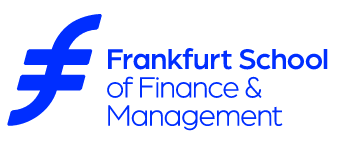 Frankfurt School
of Finance &
Management